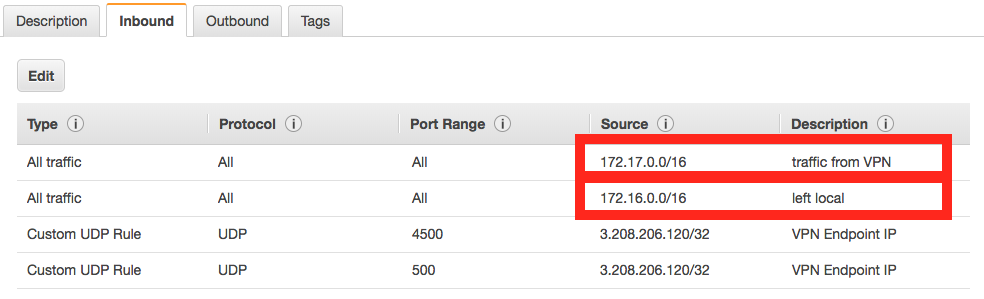 Description Inbound Outbound Tags
Edit
Type Protocol Port Range Source Description
All traffic All All 172.17.0.0/16 traffic from VPN
All traffic All All 172.16.0.0/16 left local
Custom UDP Rule UDP 4500 3.208.206.120/32 VPN Endpoint IP
Custom UDP Rule UDP 500 3.208.206.120/32 VPN Endpoint IP